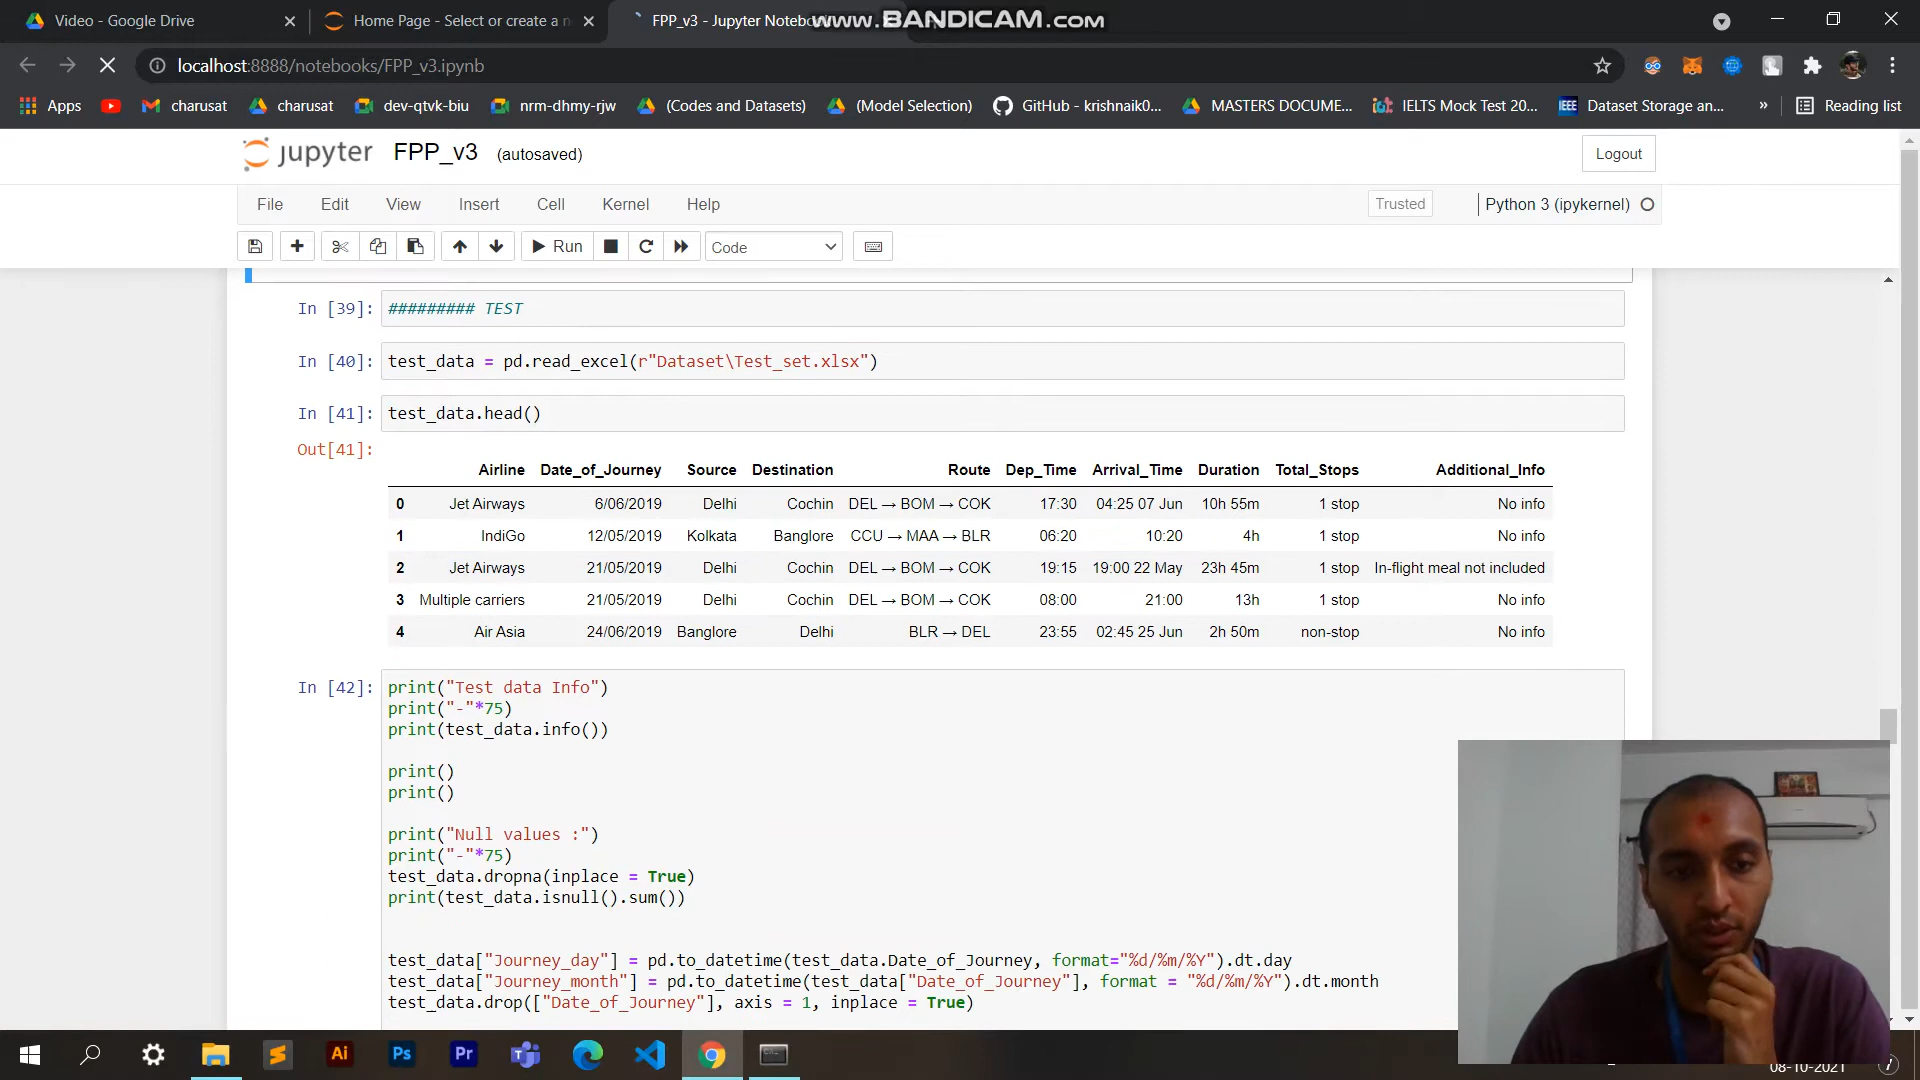 Video - Google Drive
Home Page - Select or create a n
FPP_v3 - Jupyter Notebo
www.BANDICAM.com
localhost:8888/notebooks/FPP_v3.ipynb
Apps
charusat
charusat
dev-qtvk-biu
nrm-dhmy-rjw
(Codes and Datasets)
(Model Selection)
GitHub - krishnaik0...
MASTERS DOCUME...
IELTS Mock Test 20...
IEEE
Dataset Storage an...
»
Reading list
jupyter
FPP_v3
(autosaved)
Logout
File
Edit
View
Insert
Cell
Kernel
Help
Trusted
Python 3 (ipykernel)
Run
Code
In [39]: ######### TEST
In [40]: test_data = pd.read_excel(r"Dataset\Test_set.xlsx")
In [41]: test_data.head()
Out[41]:
Airline Date_of_Journey Source Destination Route Dep_Time Arrival_Time Duration Total_Stops Additional_Info
0 Jet Airways 6/06/2019 Delhi Cochin DEL → BOM → COK 17:30 04:25 07 Jun 10h 55m 1 stop No info
1 IndiGo 12/05/2019 Kolkata Banglore CCU → MAA → BLR 06:20 10:20 4h 1 stop No info
2 Jet Airways 21/05/2019 Delhi Cochin DEL → BOM → COK 19:15 19:00 22 May 23h 45m 1 stop In-flight meal not included
3 Multiple carriers 21/05/2019 Delhi Cochin DEL → BOM → COK 08:00 21:00 13h 1 stop No info
4 Air Asia 24/06/2019 Banglore Delhi BLR → DEL 23:55 02:45 25 Jun 2h 50m non-stop No info
In [42]: print("Test data Info")
print("-"*75)
print(test_data.info())
print()
print()
print("Null values :")
print("-"*75)
test_data.dropna(inplace = True)
print(test_data.isnull().sum())
test_data["Journey_day"] = pd.to_datetime(test_data.Date_of_Journey, format="%d/%m/%Y").dt.day
test_data["Journey_month"] = pd.to_datetime(test_data["Date_of_Journey"], format = "%d/%m/%Y").dt.month
test_data.drop(["Date_of_Journey"], axis = 1, inplace = True)
Ai
Ps
Pr
08-10-2021